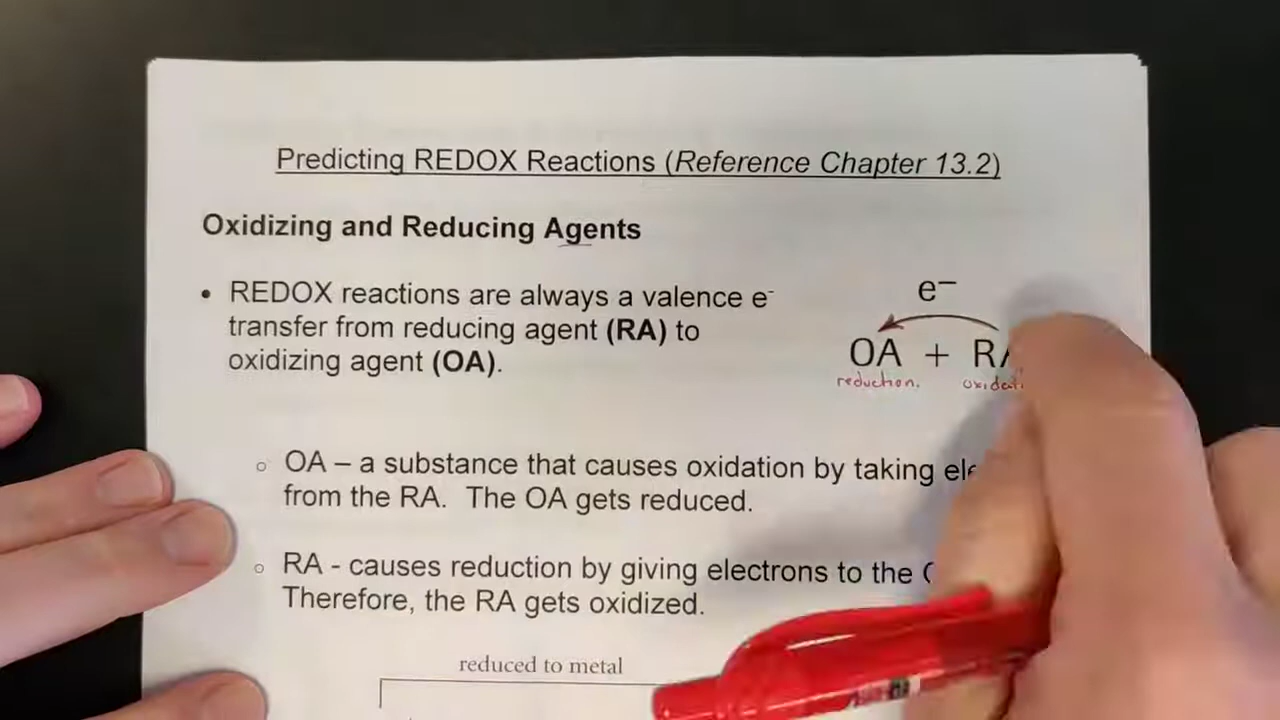 Predicting REDOX Reactions (Reference Chapter 13.2)
Oxidizing and Reducing Agents
• REDOX reactions are always a valence e⁻
transfer from reducing agent (RA) to
oxidizing agent (OA).
e⁻
OA + RA
reduction.
○ OA – a substance that causes oxidation by taking
from the RA. The OA gets reduced.
○ RA - causes reduction by giving electrons to the
Therefore, the RA gets oxidized.
reduced to metal